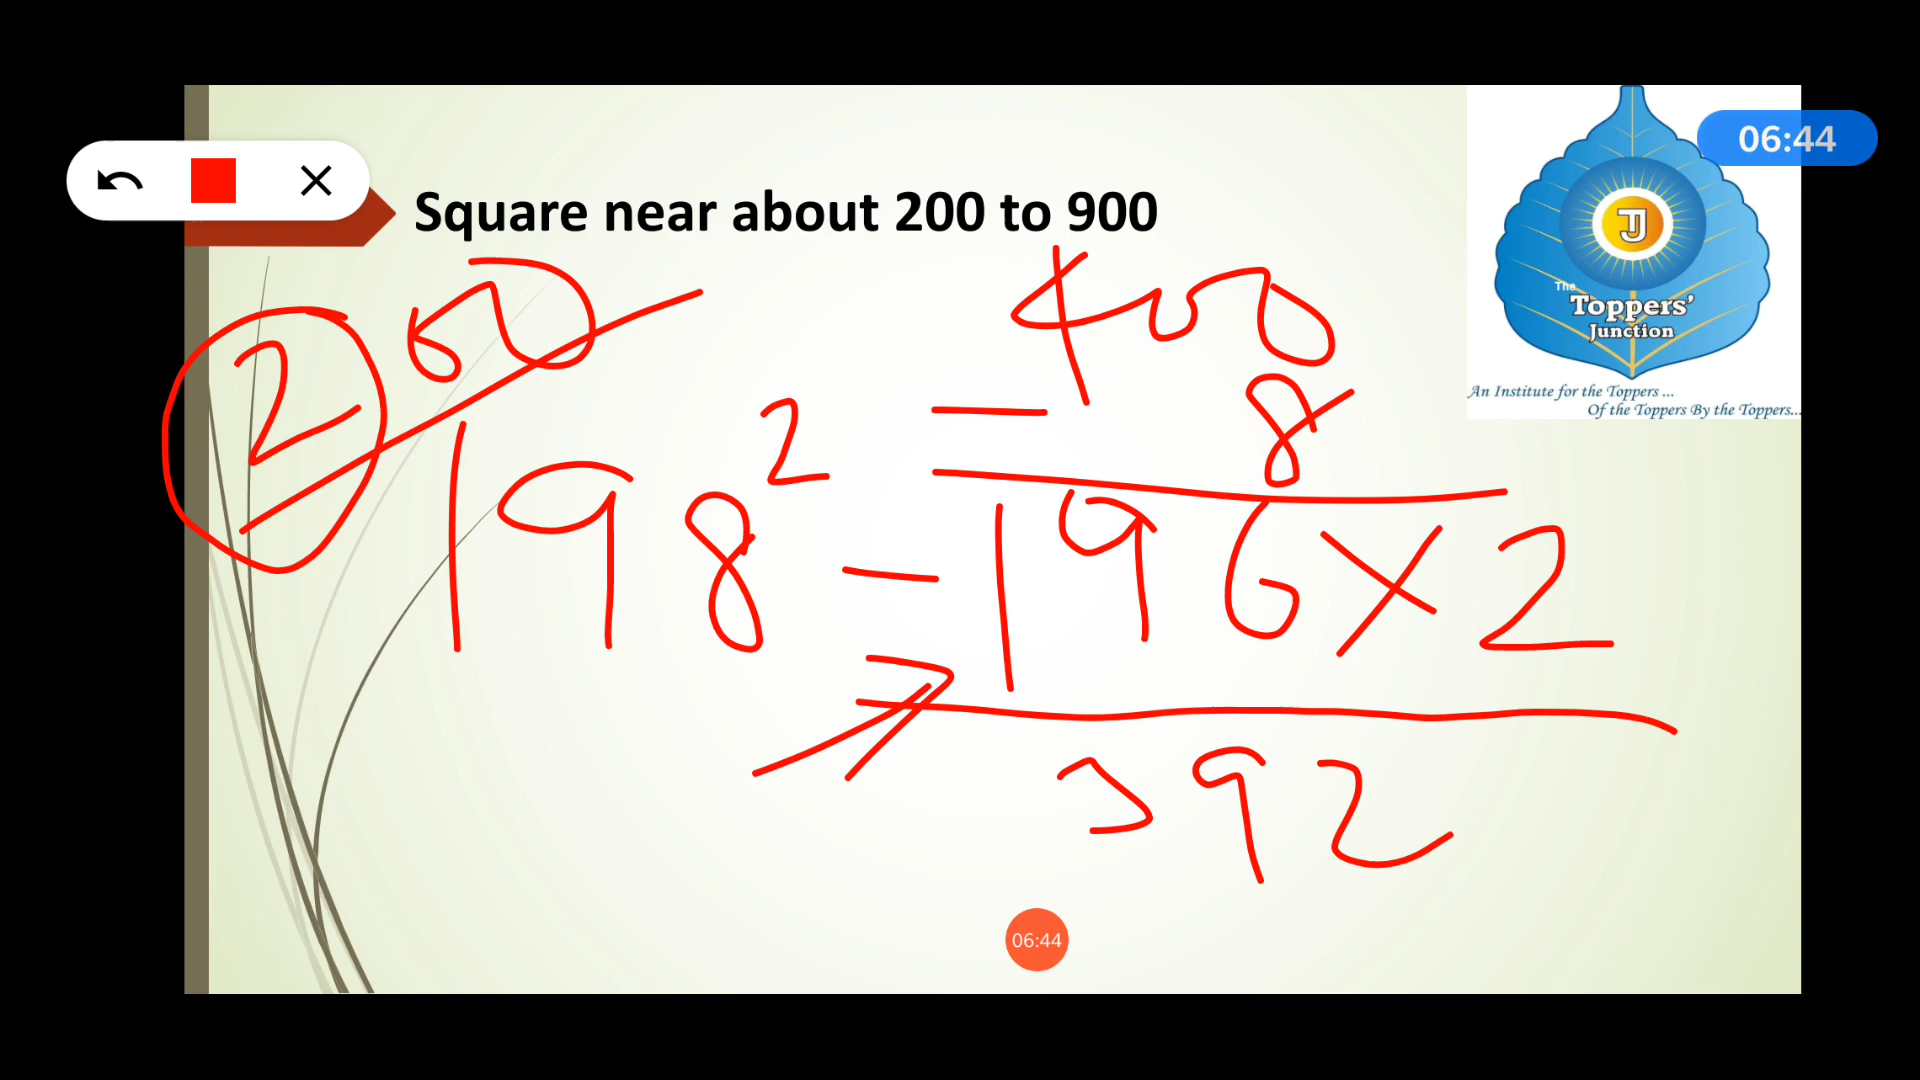 06:44
Square near about 200 to 900
J
The
Toppers'
Junction
An Institute for the Toppers ...
Of the Toppers By the Toppers...
200
400
- 8
198² - 196 × 2
392
06:44